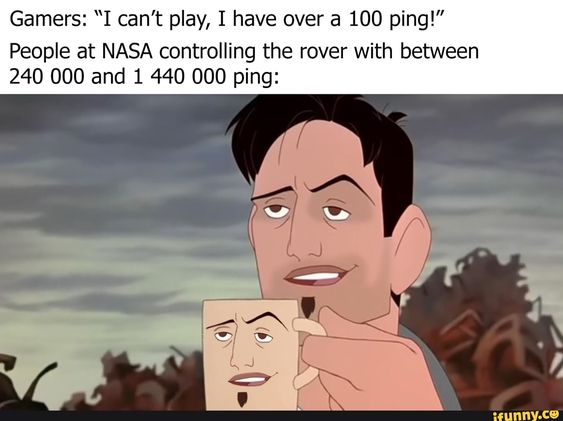 Gamers: “I can’t play, I have over a 100 ping!”
People at NASA controlling the rover with between
240 000 and 1 440 000 ping:
ifunny.co